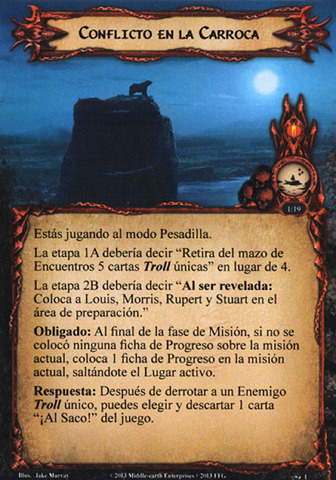 Conflicto en la Carroca
1/19
Estás jugando al modo Pesadilla.
La etapa 1A debería decir “Retira del mazo de
Encuentros 5 cartas Troll únicas” en lugar de 4.
La etapa 2B debería decir “Al ser revelada:
Coloca a Louis, Morris, Rupert y Stuart en el
área de preparación.”
Obligado: Al final de la fase de Misión, si no se
colocó ninguna ficha de Progreso sobre la misión
actual, coloca 1 ficha de Progreso en la misión
actual, saltándote el Lugar activo.
Respuesta: Después de derrotar a un Enemigo
Troll único, puedes elegir y descartar 1 carta
“¡Al Saco!” del juego.
Illus. Jake Murray
©2013 Middle-earth Enterprises ©2013 FFG